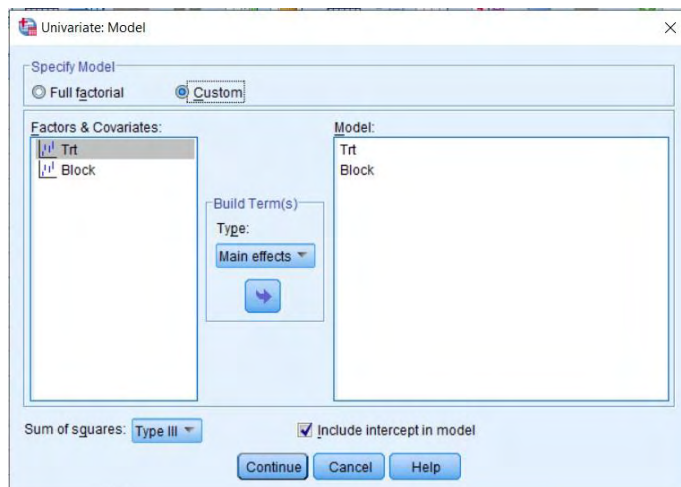 Univariate: Model
Specify Model
Full factorial
Custom
Factors & Covariates:
Trt
Block
Build Term(s)
Type:
Main effects
Model:
Trt
Block
Sum of squares: Type III
Include intercept in model
Continue Cancel Help